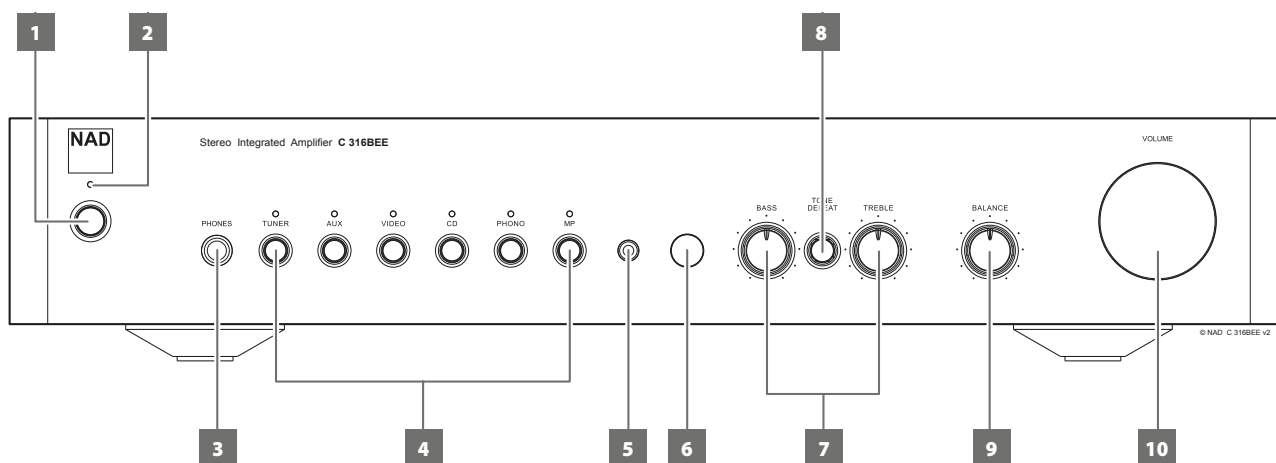 1 2 8
NAD
Stereo Integrated Amplifier C 316BEE
VOLUME
PHONES TUNER AUX VIDEO CD PHONO MP
BASS TONE DEFEAT TREBLE BALANCE
© NAD C 316BEE v2
3 4 5 6 7 9 10